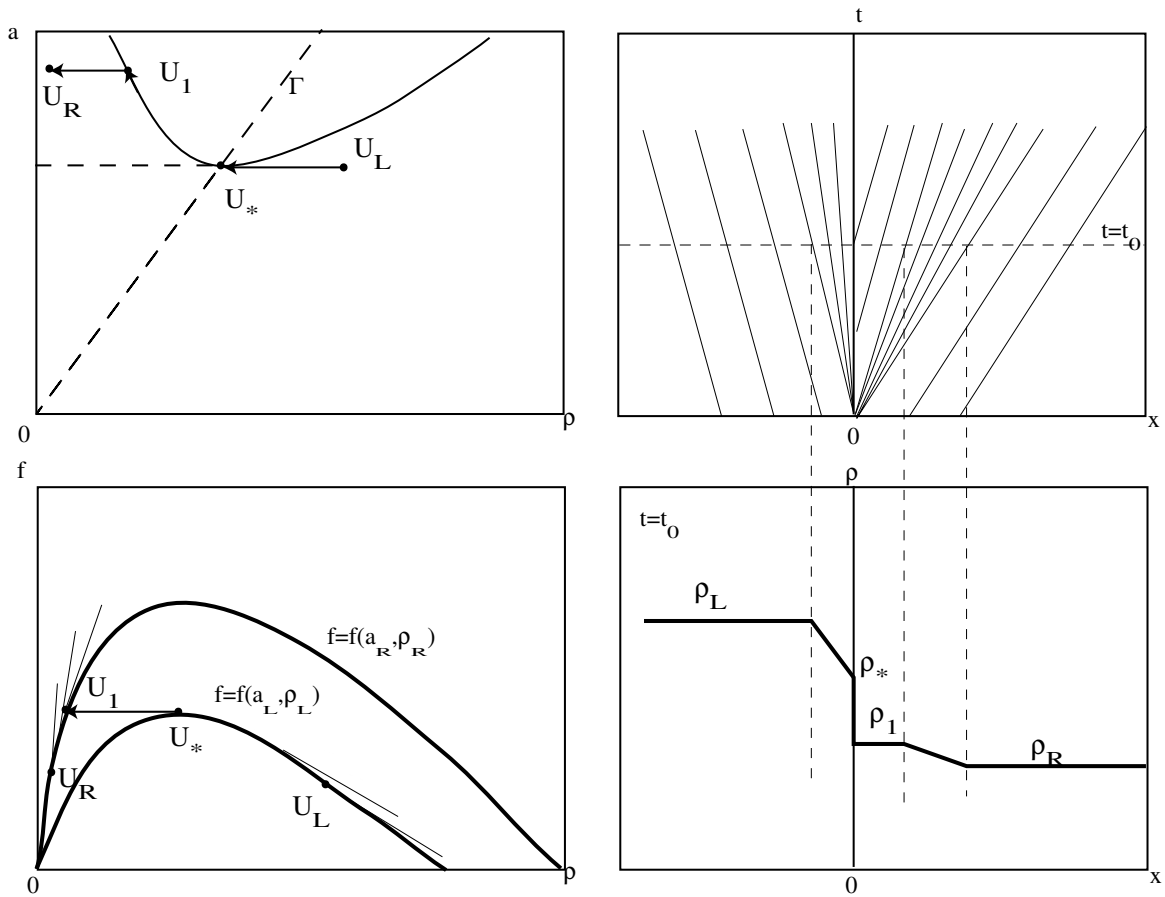 a
U_1
Γ
U_R
U_L
U_*
0
ρ
t
t=t_0
x
0
f
f=f(a_R,ρ_R)
U_1
f=f(a_L,ρ_L)
U_*
U_R
U_L
0
ρ
ρ
t=t_0
ρ_L
ρ_*
ρ_1
ρ_R
0
x